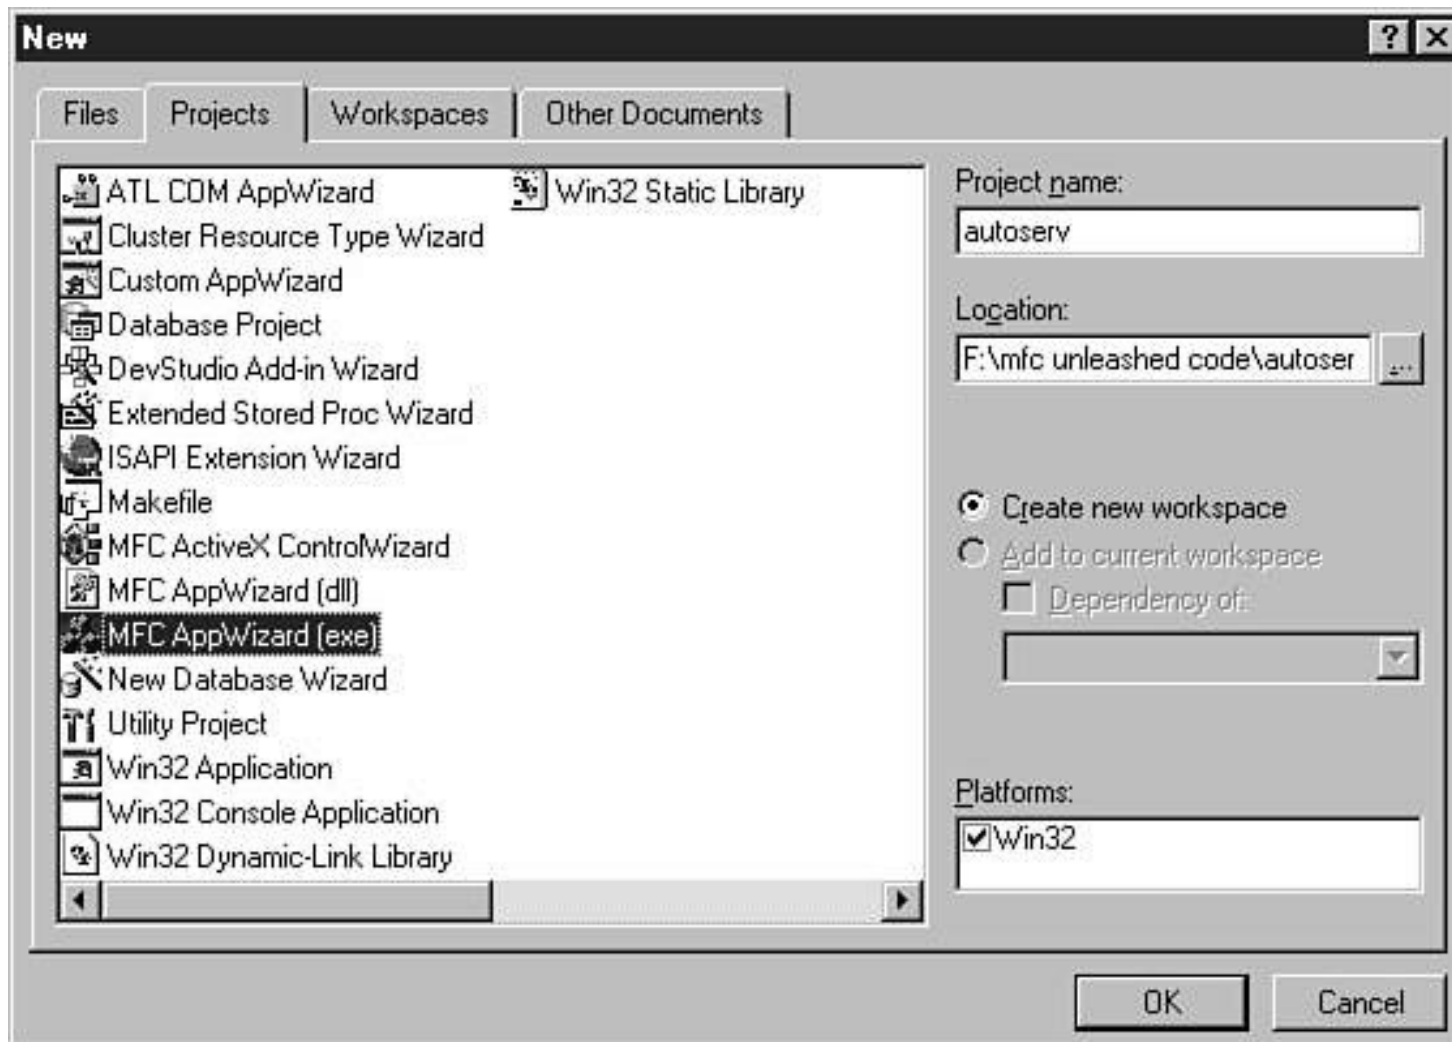 New
Files Projects Workspaces Other Documents
ATL COM AppWizard
Cluster Resource Type Wizard
Custom AppWizard
Database Project
DevStudio Add-in Wizard
Extended Stored Proc Wizard
ISAPI Extension Wizard
Makefile
MFC ActiveX ControlWizard
MFC AppWizard (dll)
MFC AppWizard (exe)
New Database Wizard
Utility Project
Win32 Application
Win32 Console Application
Win32 Dynamic-Link Library
Win32 Static Library
Project name:
autoserv
Location:
F:\mfc unleashed code\autoser
...
Create new workspace
Add to current workspace
Dependency of:
Platforms:
Win32
OK Cancel